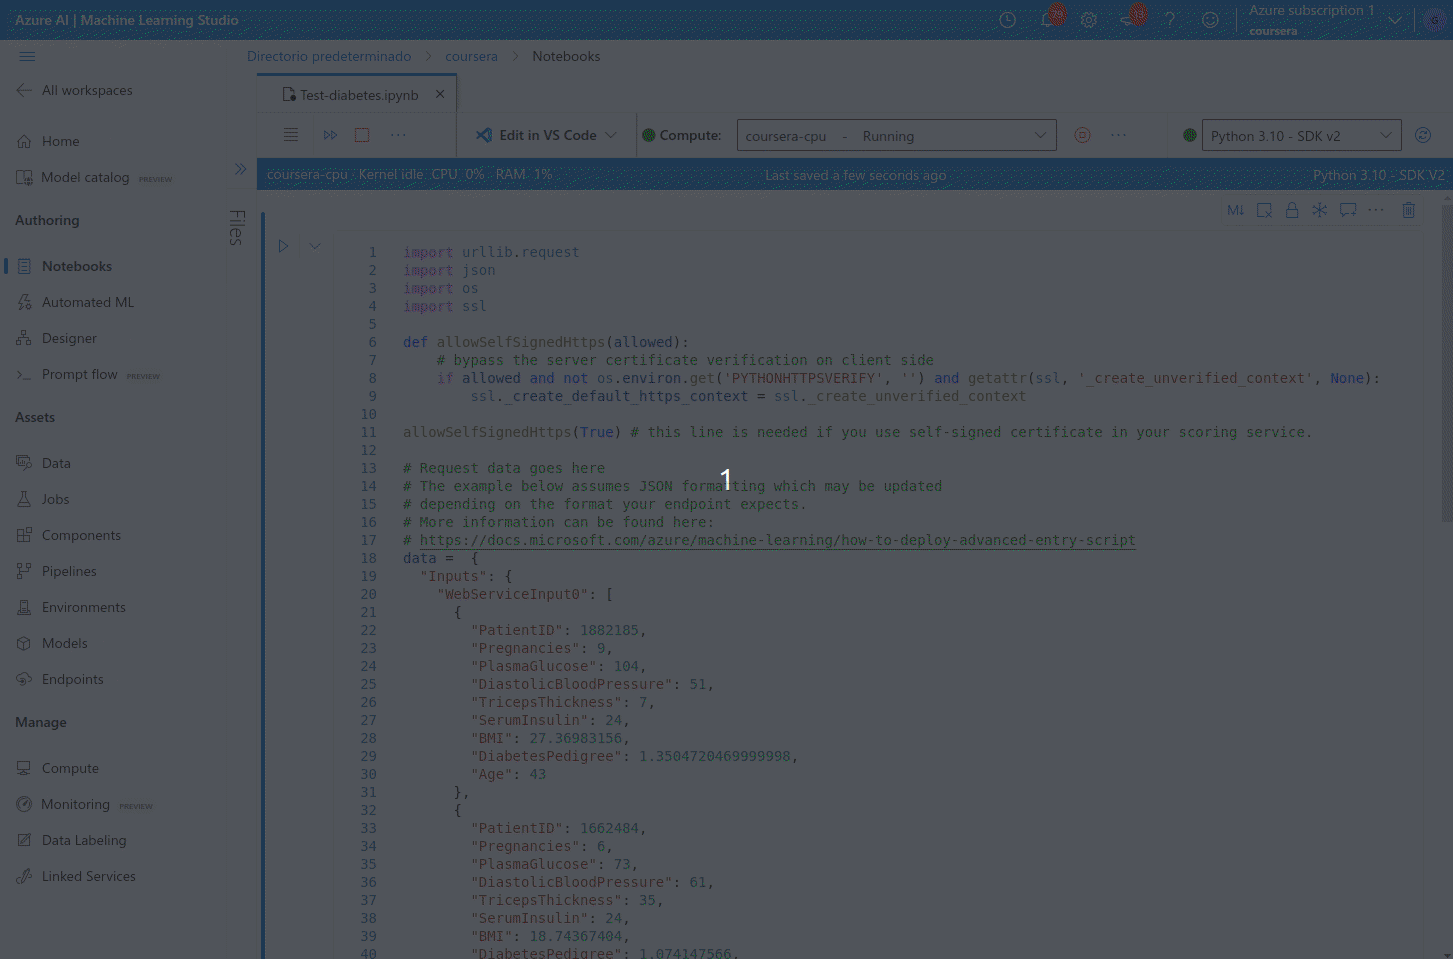 Azure AI | Machine Learning Studio
29
Azure subscription 1
coursera
G
Directorio predeterminado > coursera > Notebooks
All workspaces
Home
Model catalog PREVIEW
Authoring
Notebooks
Automated ML
Designer
Prompt flow PREVIEW
Assets
Data
Jobs
Components
Pipelines
Environments
Models
Endpoints
Manage
Compute
Monitoring PREVIEW
Data Labeling
Linked Services
Files
Test-diabetes.ipynb
Edit in VS Code
Compute:
coursera-cpu - Running
Python 3.10 - SDK v2
coursera-cpu · Kernel idle CPU 0% RAM 1%
Last saved a few seconds ago
Python 3.10 - SDK V2
M↓
1 import urllib.request
2 import json
3 import os
4 import ssl
5
6 def allowSelfSignedHttps(allowed):
7 # bypass the server certificate verification on client side
8 if allowed and not os.environ.get('PYTHONHTTPSVERIFY', '') and getattr(ssl, '_create_unverified_context', None):
9 ssl._create_default_https_context = ssl._create_unverified_context
10
11 allowSelfSignedHttps(True) # this line is needed if you use self-signed certificate in your scoring service.
12
13 # Request data goes here
14 # The example below assumes JSON formatting which may be updated
15 # depending on the format your endpoint expects.
16 # More information can be found here:
17 # https://docs.microsoft.com/azure/machine-learning/how-to-deploy-advanced-entry-script
18 data = {
19 "Inputs": {
20 "WebServiceInput0": [
21 {
22 "PatientID": 1882185,
23 "Pregnancies": 9,
24 "PlasmaGlucose": 104,
25 "DiastolicBloodPressure": 51,
26 "TricepsThickness": 7,
27 "SerumInsulin": 24,
28 "BMI": 27.36983156,
29 "DiabetesPedigree": 1.3504720469999998,
30 "Age": 43
31 },
32 {
33 "PatientID": 1662484,
34 "Pregnancies": 6,
35 "PlasmaGlucose": 73,
36 "DiastolicBloodPressure": 61,
37 "TricepsThickness": 35,
38 "SerumInsulin": 24,
39 "BMI": 18.74367404,
40 "DiabetesPedigree": 1.074147566,
1